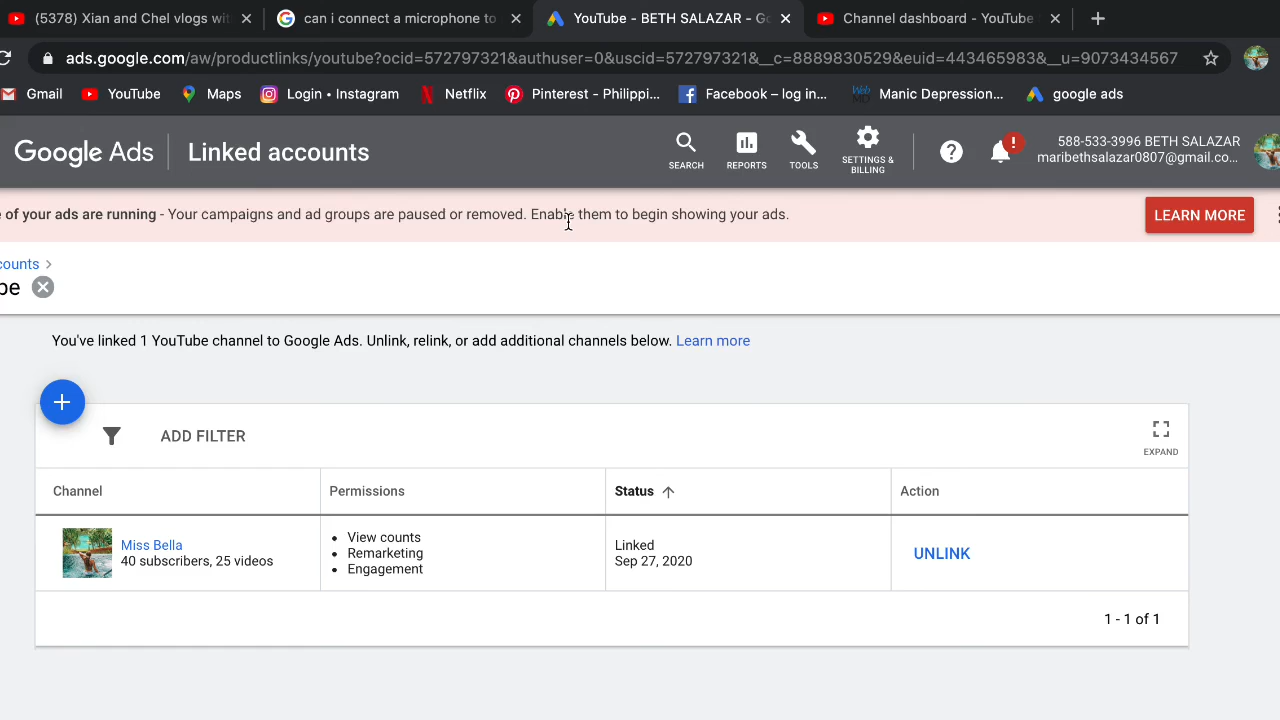 (5378) Xian and Chel vlogs wit
can i connect a microphone to
YouTube - BETH SALAZAR - Go
Channel dashboard - YouTube
ads.google.com/aw/productlinks/youtube?ocid=572797321&authuser=0&uscid=572797321&__c=8889830529&euid=443465983&__u=9073434567
Gmail YouTube Maps Login • Instagram Netflix Pinterest - Philippi... Facebook – log in... Web MD Manic Depression... google ads
Google Ads Linked accounts
SEARCH
REPORTS
TOOLS
SETTINGS & BILLING
588-533-3996 BETH SALAZAR
maribethsalazar0807@gmail.co...
e of your ads are running - Your campaigns and ad groups are paused or removed. Enable them to begin showing your ads.
LEARN MORE
counts
be
You've linked 1 YouTube channel to Google Ads. Unlink, relink, or add additional channels below. Learn more
ADD FILTER
EXPAND
Channel Permissions Status Action
Miss Bella
40 subscribers, 25 videos
• View counts
• Remarketing
• Engagement
Linked
Sep 27, 2020
UNLINK
1 - 1 of 1